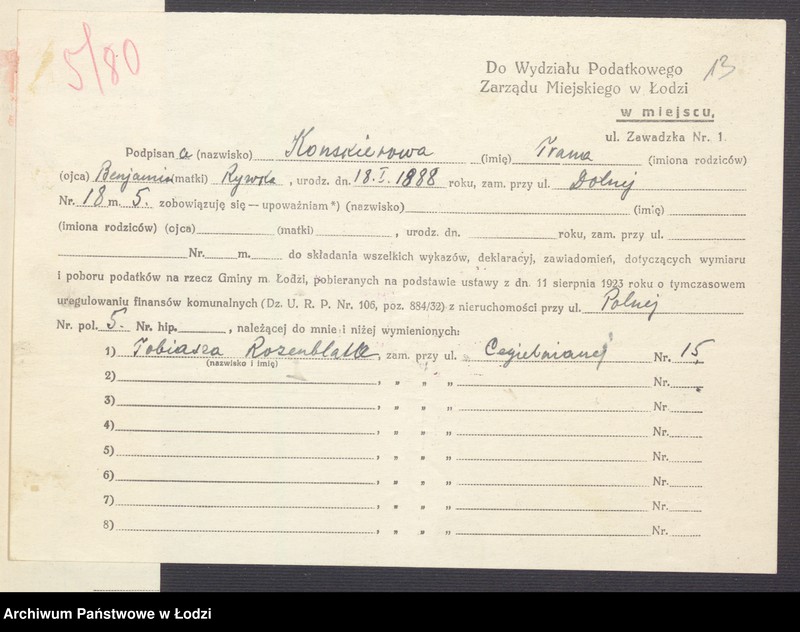 5/80
13
Do Wydziału Podatkowego
Zarządu Miejskiego w Łodzi
w miejscu,
ul. Zawadzka Nr. 1.
Podpisan a (nazwisko) Konskierowa (imię) Frania (imiona rodziców)
(ojca) Benjamin (matki) Rywka, urodz. dn. 18.I.1888 roku, zam. przy ul. Dolnej
Nr. 18 m. 5. zobowiązuję się — upoważniam *) (nazwisko) (imię)
(imiona rodziców) (ojca) (matki) , urodz. dn. roku, zam. przy ul.
Nr. m. do składania wszelkich wykazów, deklaracyj, zawiadomień, dotyczących wymiaru
i poboru podatków na rzecz Gminy m. Łodzi, pobieranych na podstawie ustawy z dn. 11 sierpnia 1923 roku o tymczasowem
uregulowaniu finansów komunalnych (Dz. U. R. P. Nr. 106, poz. 884/32) z nieruchomości przy ul. Polnej
Nr. pol. 5. Nr. hip. , należącej do mnie i niżej wymienionych:
1) Tobiasza Rozenblatt, zam. przy ul. Cegielnianej Nr. 15
(nazwisko i imię)
2) , „ „ „ Nr.
3) , „ „ „ Nr.
4) , „ „ „ Nr.
5) , „ „ „ Nr.
6) , „ „ „ Nr.
7) , „ „ „ Nr.
8) , „ „ „ Nr.
Archiwum Państwowe w Łodzi